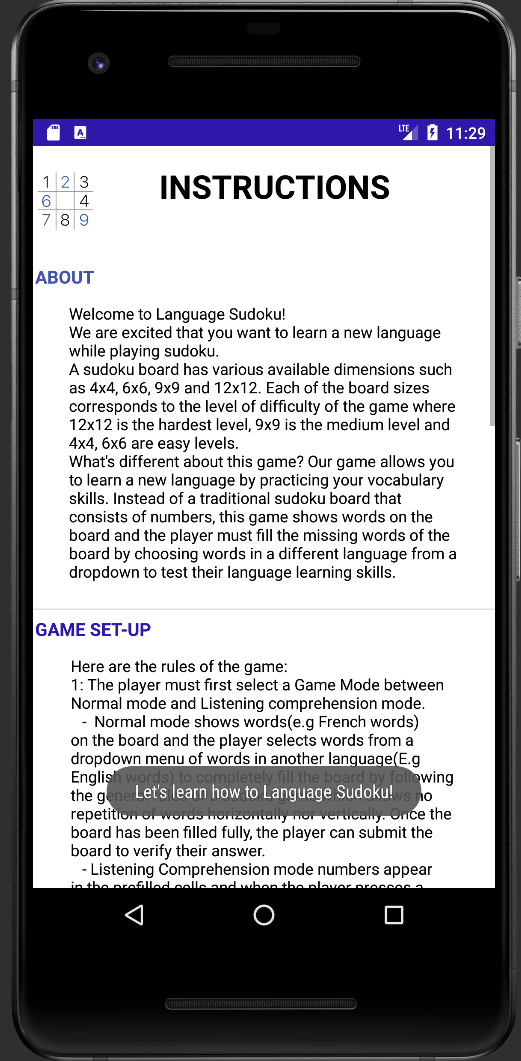 LTE 11:29
1 2 3
6 4
7 8 9
INSTRUCTIONS
ABOUT
Welcome to Language Sudoku!
We are excited that you want to learn a new language
while playing sudoku.
A sudoku board has various available dimensions such
as 4x4, 6x6, 9x9 and 12x12. Each of the board sizes
corresponds to the level of difficulty of the game where
12x12 is the hardest level, 9x9 is the medium level and
4x4, 6x6 are easy levels.
What's different about this game? Our game allows you
to learn a new language by practicing your vocabulary
skills. Instead of a traditional sudoku board that
consists of numbers, this game shows words on the
board and the player must fill the missing words of the
board by choosing words in a different language from a
dropdown to test their language learning skills.
GAME SET-UP
Here are the rules of the game:
1: The player must first select a Game Mode between
Normal mode and Listening comprehension mode.
- Normal mode shows words(e.g French words)
on the board and the player selects words from a
dropdown menu of words in another language(E.g
English words) to completely fill the board by following
the no
Let's learn how to Language Sudoku!
repetition of words horizontally nor vertically. Once the
board has been filled fully, the player can submit the
board to verify their answer.
- Listening Comprehension mode numbers appear
in the prefilled cells and when the player presses a